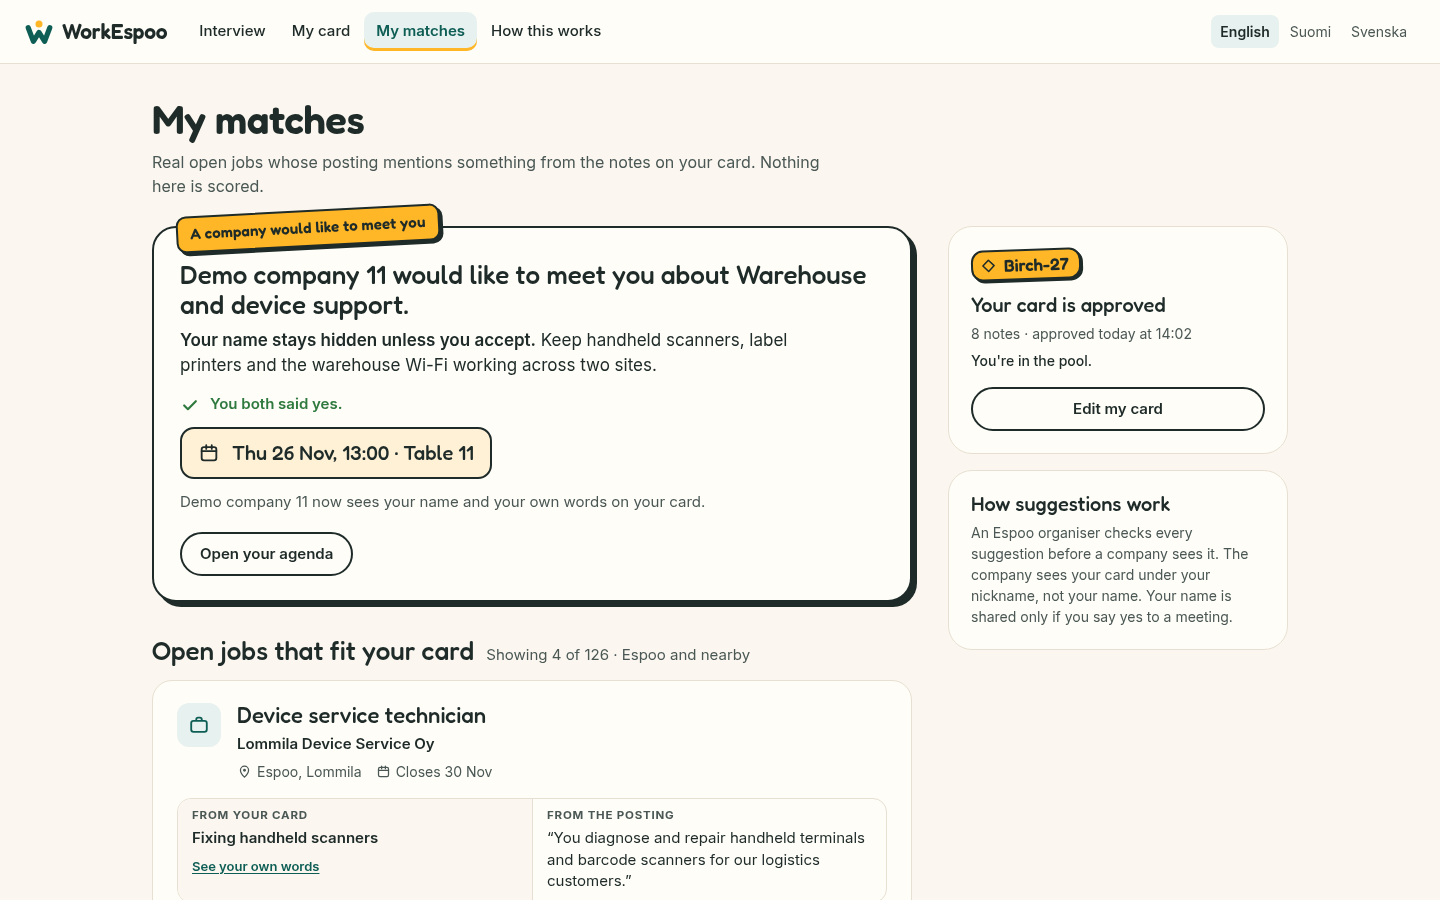 WorkEspoo
Interview
My card
My matches
How this works
English
Suomi
Svenska
My matches
Real open jobs whose posting mentions something from the notes on your card. Nothing
here is scored.
A company would like to meet you
Demo company 11 would like to meet you about Warehouse
and device support.
Your name stays hidden unless you accept. Keep handheld scanners, label
printers and the warehouse Wi-Fi working across two sites.
You both said yes.
Thu 26 Nov, 13:00 · Table 11
Demo company 11 now sees your name and your own words on your card.
Open your agenda
Birch-27
Your card is approved
8 notes · approved today at 14:02
You're in the pool.
Edit my card
How suggestions work
An Espoo organiser checks every
suggestion before a company sees it. The
company sees your card under your
nickname, not your name. Your name is
shared only if you say yes to a meeting.
Open jobs that fit your card
Showing 4 of 126 · Espoo and nearby
Device service technician
Lommila Device Service Oy
Espoo, Lommila
Closes 30 Nov
FROM YOUR CARD
Fixing handheld scanners
See your own words
FROM THE POSTING
“You diagnose and repair handheld terminals
and barcode scanners for our logistics
customers.”